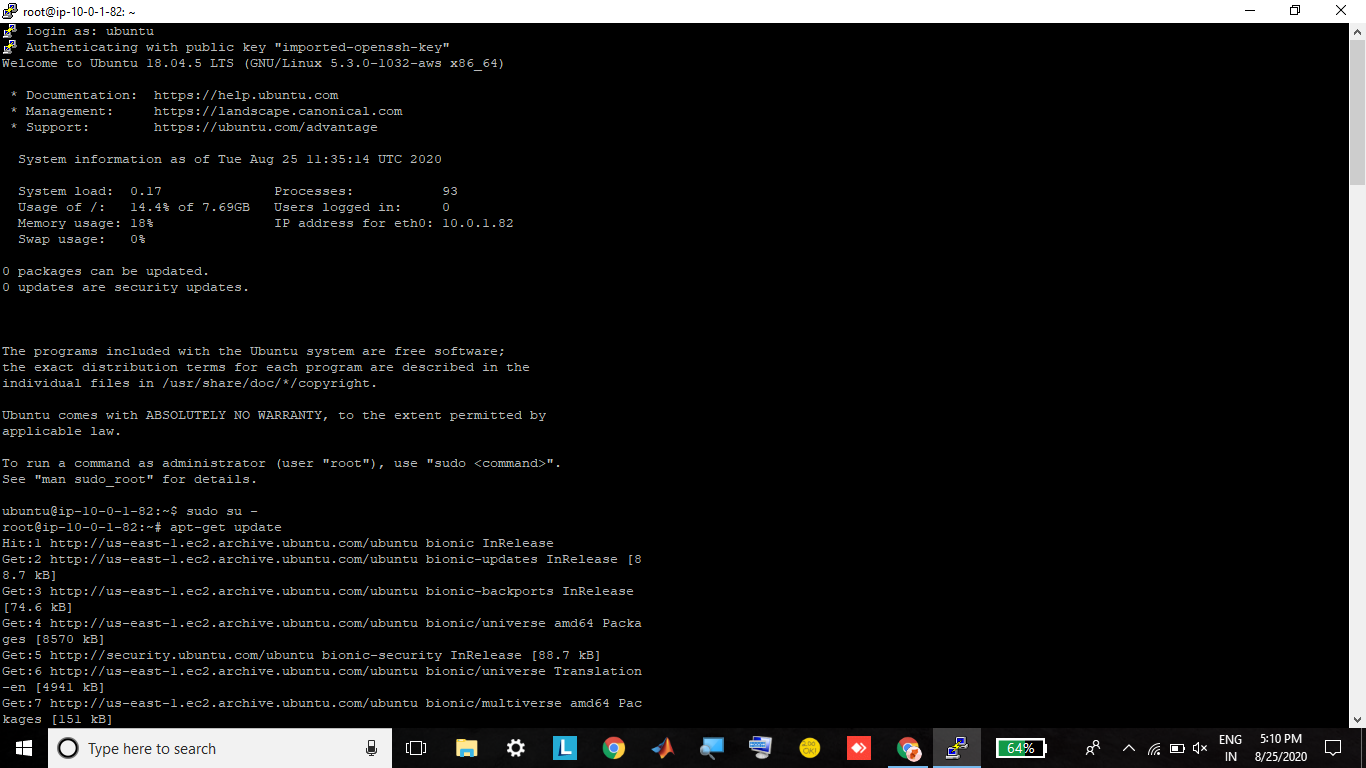 root@ip-10-0-1-82: ~
login as: ubuntu
Authenticating with public key "imported-openssh-key"
Welcome to Ubuntu 18.04.5 LTS (GNU/Linux 5.3.0-1032-aws x86_64)
* Documentation:  https://help.ubuntu.com
* Management:     https://landscape.canonical.com
* Support:        https://ubuntu.com/advantage
System information as of Tue Aug 25 11:35:14 UTC 2020
System load:  0.17              Processes:           93
Usage of /:   14.4% of 7.69GB   Users logged in:     0
Memory usage: 18%               IP address for eth0: 10.0.1.82
Swap usage:   0%
0 packages can be updated.
0 updates are security updates.
The programs included with the Ubuntu system are free software;
the exact distribution terms for each program are described in the
individual files in /usr/share/doc/*/copyright.
Ubuntu comes with ABSOLUTELY NO WARRANTY, to the extent permitted by
applicable law.
To run a command as administrator (user "root"), use "sudo <command>".
See "man sudo_root" for details.
ubuntu@ip-10-0-1-82:~$ sudo su -
root@ip-10-0-1-82:~# apt-get update
Hit:1 http://us-east-1.ec2.archive.ubuntu.com/ubuntu bionic InRelease
Get:2 http://us-east-1.ec2.archive.ubuntu.com/ubuntu bionic-updates InRelease [8
8.7 kB]
Get:3 http://us-east-1.ec2.archive.ubuntu.com/ubuntu bionic-backports InRelease
[74.6 kB]
Get:4 http://us-east-1.ec2.archive.ubuntu.com/ubuntu bionic/universe amd64 Packa
ges [8570 kB]
Get:5 http://security.ubuntu.com/ubuntu bionic-security InRelease [88.7 kB]
Get:6 http://us-east-1.ec2.archive.ubuntu.com/ubuntu bionic/universe Translation
-en [4941 kB]
Get:7 http://us-east-1.ec2.archive.ubuntu.com/ubuntu bionic/multiverse amd64 Pac
kages [151 kB]
Type here to search
L
64%
ENG
IN
5:10 PM
8/25/2020